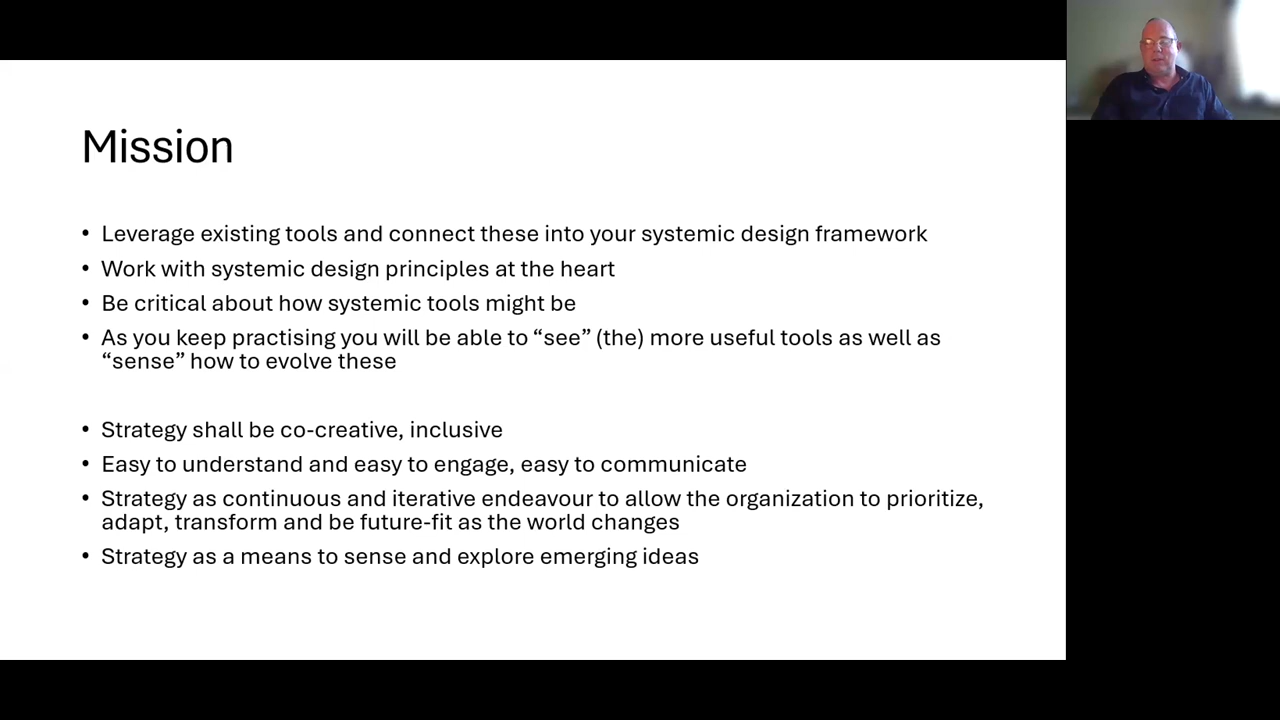 Mission
• Leverage existing tools and connect these into your systemic design framework
• Work with systemic design principles at the heart
• Be critical about how systemic tools might be
• As you keep practising you will be able to “see” (the) more useful tools as well as
“sense” how to evolve these
• Strategy shall be co-creative, inclusive
• Easy to understand and easy to engage, easy to communicate
• Strategy as continuous and iterative endeavour to allow the organization to prioritize,
adapt, transform and be future-fit as the world changes
• Strategy as a means to sense and explore emerging ideas